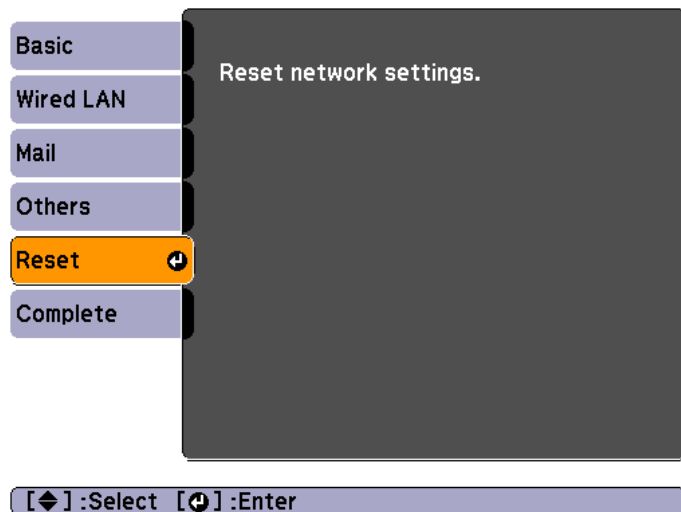 Basic
Reset network settings.
Wired LAN
Mail
Others
Reset
Complete
[◆] :Select [↵] :Enter